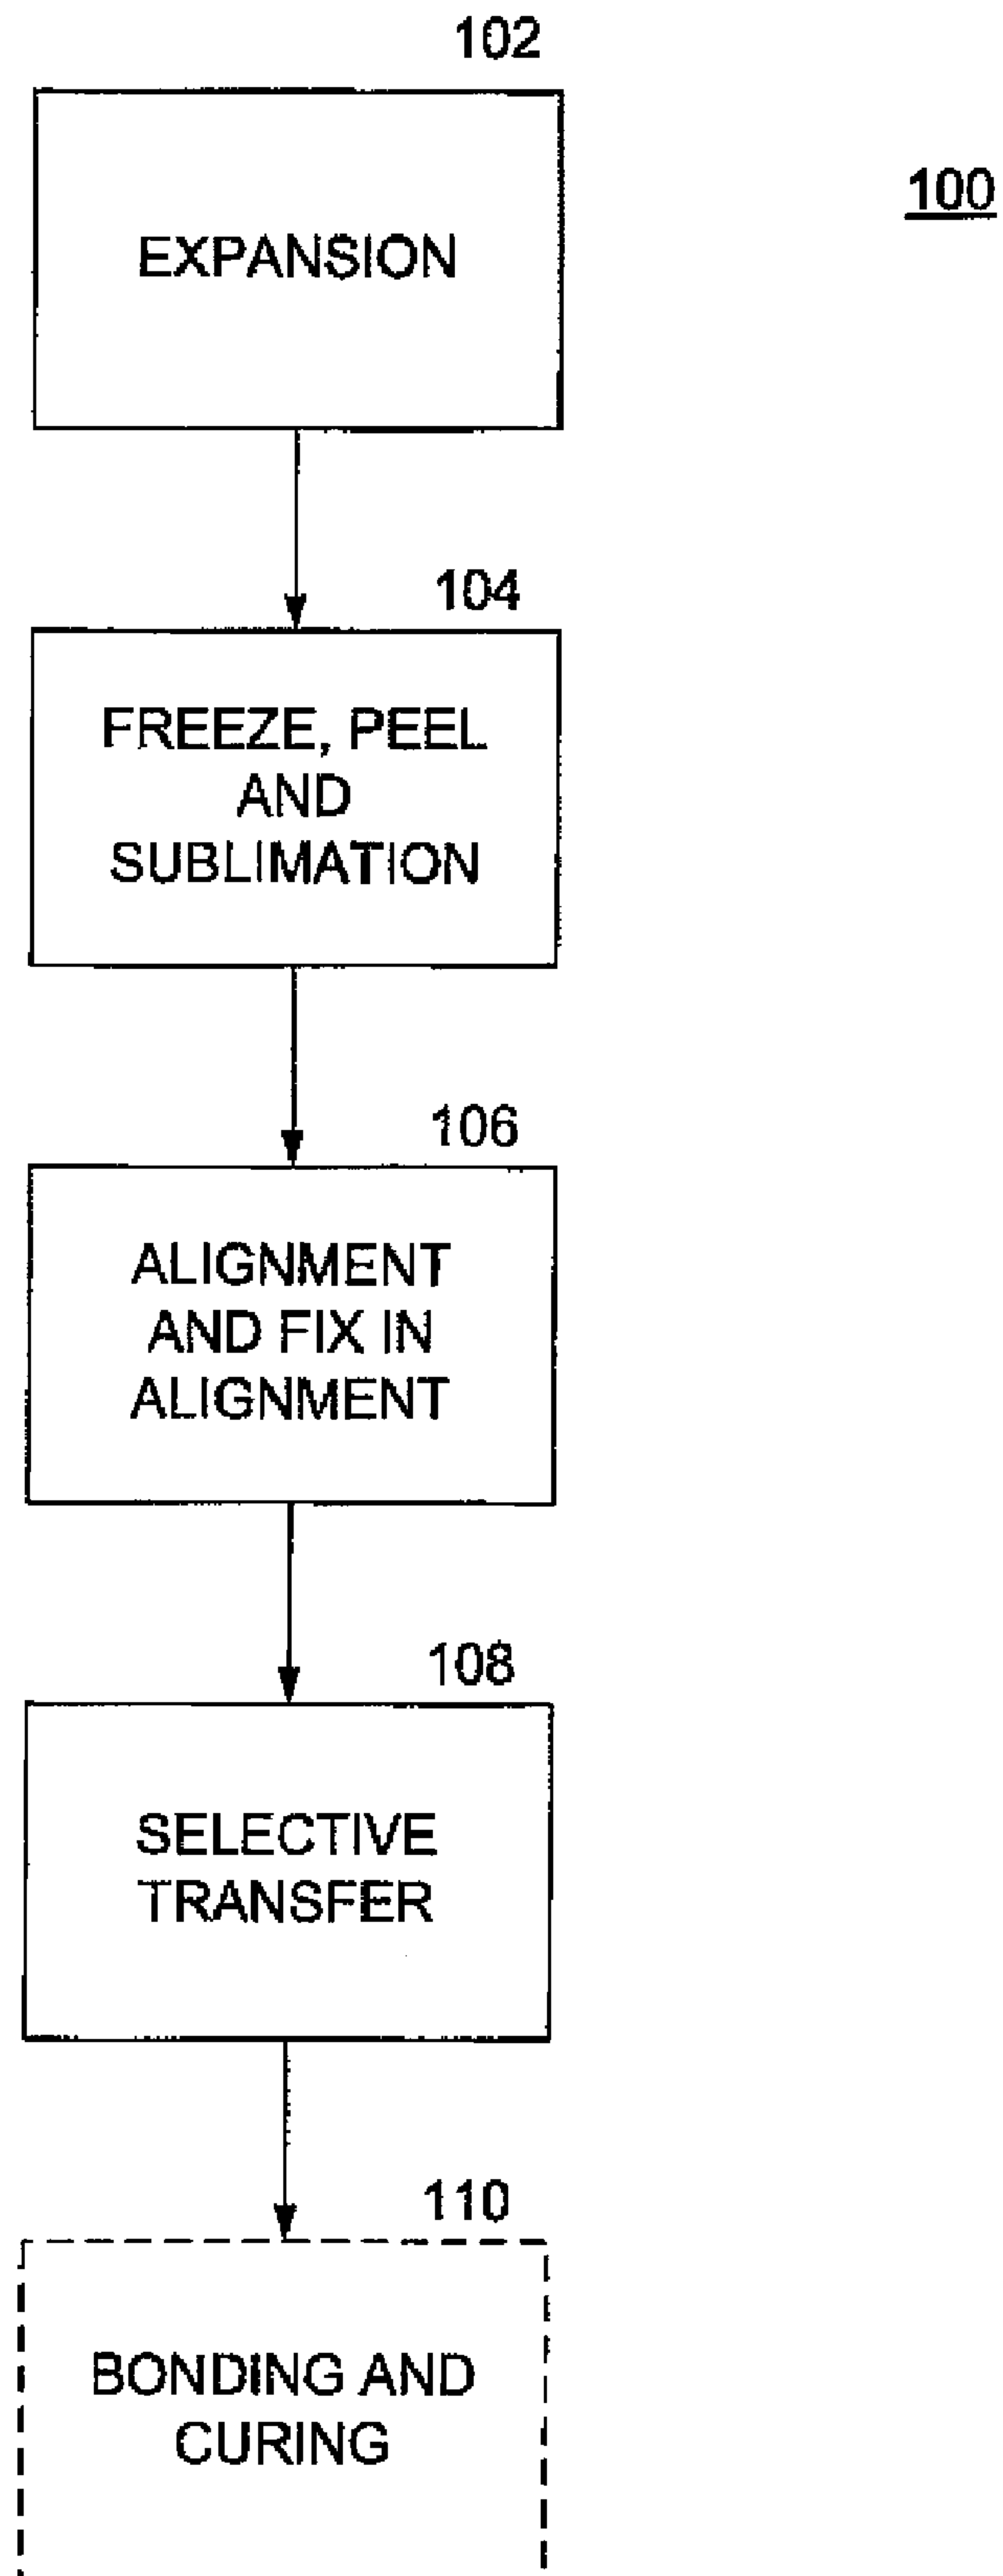 102
100
EXPANSION
104
FREEZE, PEEL
AND
SUBLIMATION
106
ALIGNMENT
AND FIX IN
ALIGNMENT
108
SELECTIVE
TRANSFER
110
BONDING AND
CURING